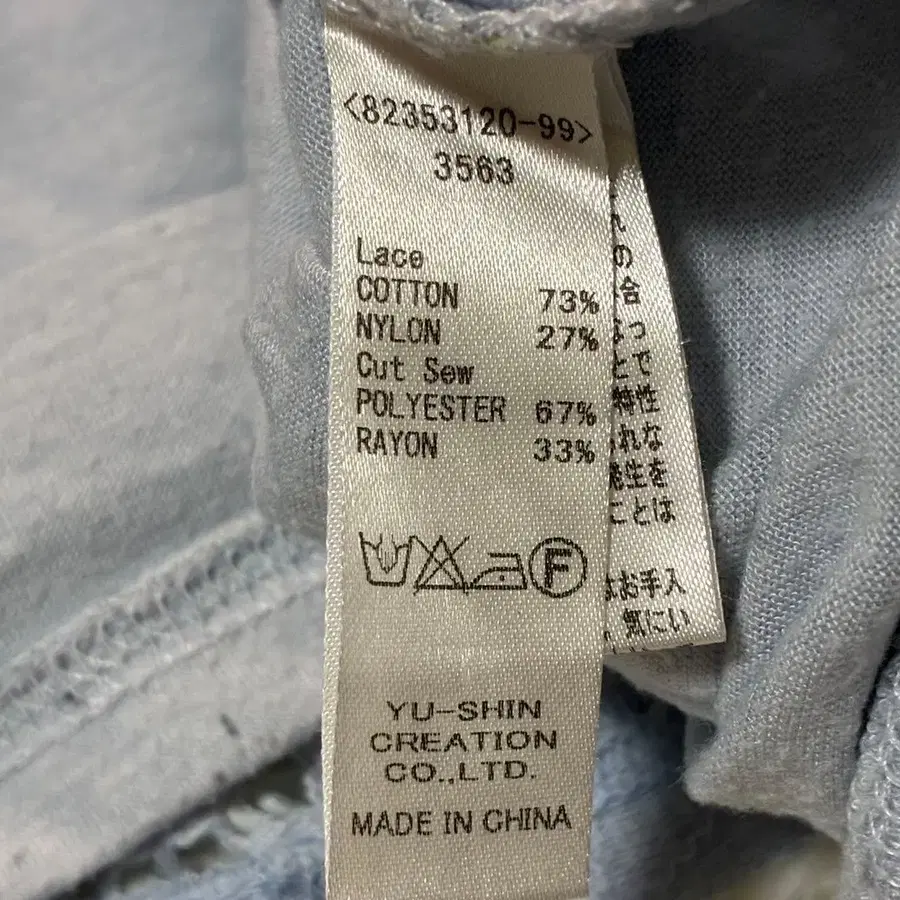 <82353120-99>
3563
Lace
COTTON 73%
NYLON 27%
Cut Sew
POLYESTER 67%
RAYON 33%
F
YU-SHIN
CREATION
CO.,LTD.
MADE IN CHINA
の
合
っ
とで
特性
れな
発生を
ことは
お手入
気にい